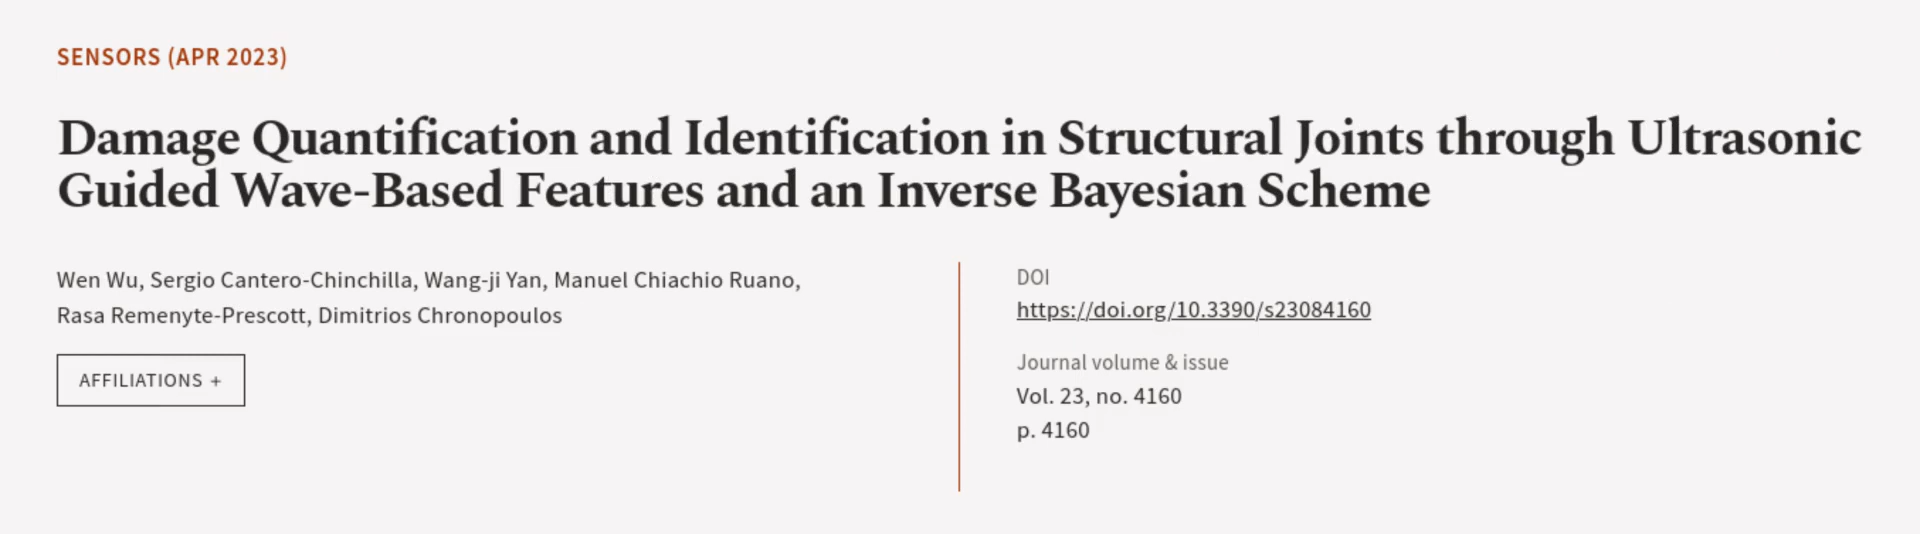 SENSORS (APR 2023)
Damage Quantification and Identification in Structural Joints through Ultrasonic
Guided Wave-Based Features and an Inverse Bayesian Scheme
Wen Wu, Sergio Cantero-Chinchilla, Wang-ji Yan, Manuel Chiachio Ruano,
Rasa Remenyte-Prescott, Dimitrios Chronopoulos
AFFILIATIONS +
DOI
https://doi.org/10.3390/s23084160
Journal volume & issue
Vol. 23, no. 4160
p. 4160